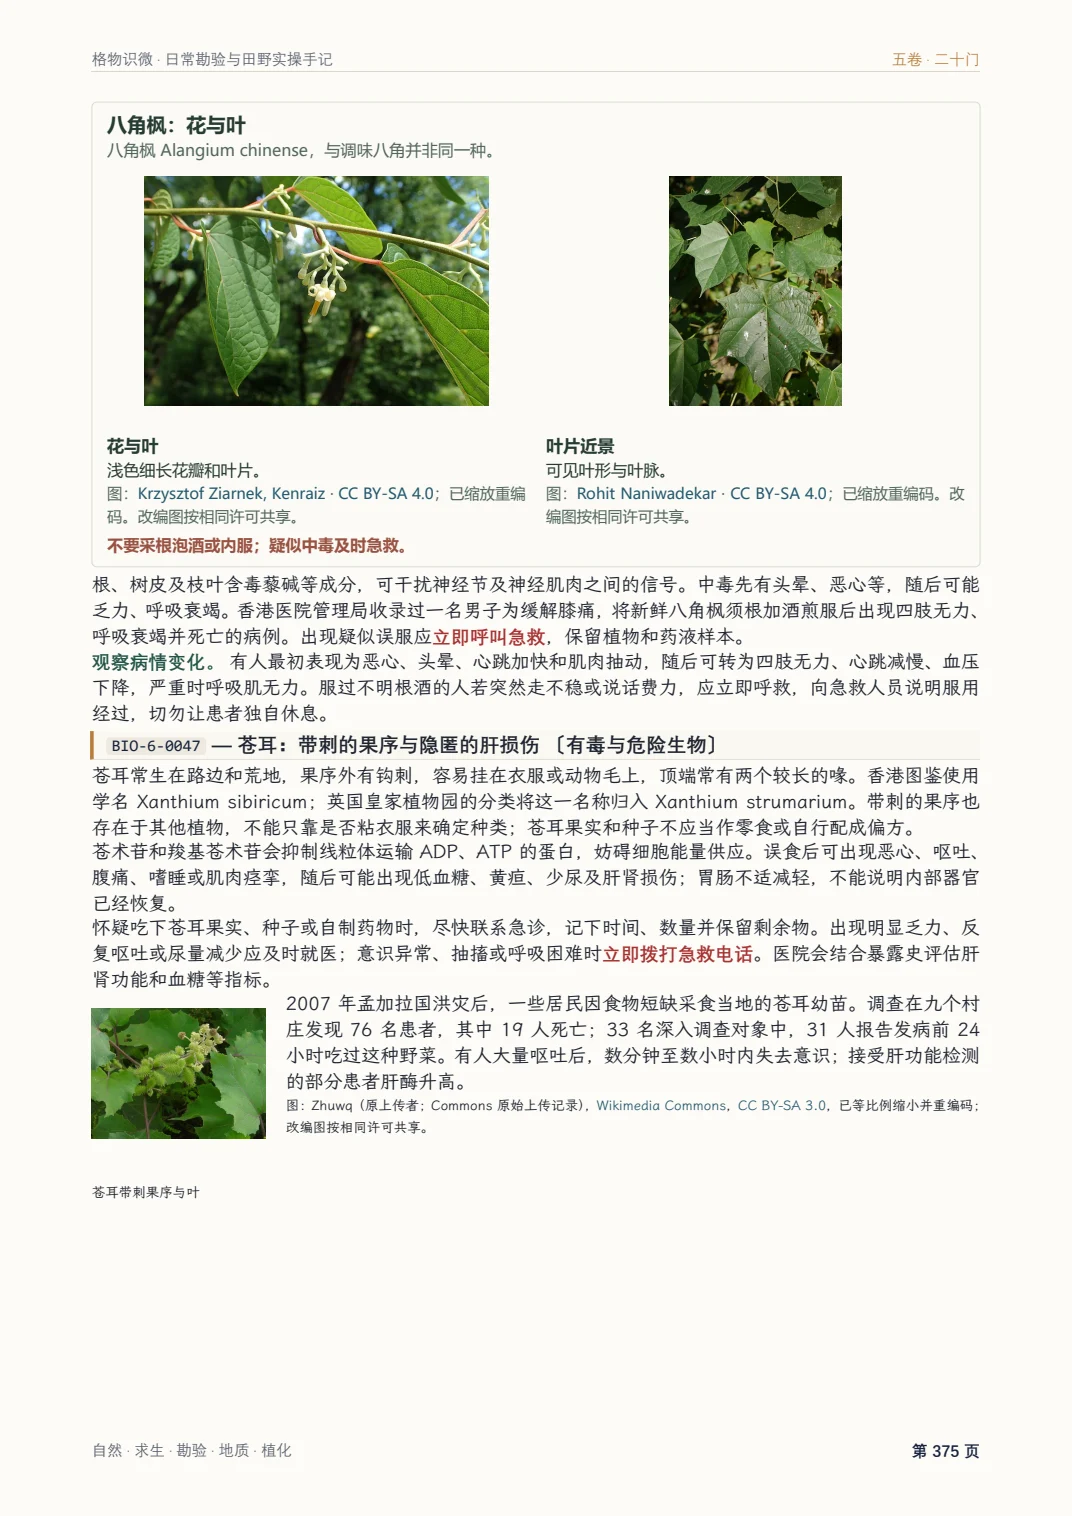 格物识微 · 日常勘验与田野实操手记
五卷 · 二十门
八角枫：花与叶
八角枫 Alangium chinense，与调味八角并非同一种。
花与叶
浅色细长花瓣和叶片。
图：Krzysztof Ziarnek, Kenraiz · CC BY-SA 4.0；已缩放重编
码。改编图按相同许可共享。
叶片近景
可见叶形与叶脉。
图：Rohit Naniwadekar · CC BY-SA 4.0；已缩放重编码。改
编图按相同许可共享。
不要采根泡酒或内服；疑似中毒及时急救。
根、树皮及枝叶含毒藜碱等成分，可干扰神经节及神经肌肉之间的信号。中毒先有头晕、恶心等，随后可能
乏力、呼吸衰竭。香港医院管理局收录过一名男子为缓解膝痛，将新鲜八角枫须根加酒煎服后出现四肢无力、
呼吸衰竭并死亡的病例。出现疑似误服应立即呼叫急救，保留植物和药液样本。
观察病情变化。 有人最初表现为恶心、头晕、心跳加快和肌肉抽动，随后可转为四肢无力、心跳减慢、血压
下降，严重时呼吸肌无力。服过不明根酒的人若突然走不稳或说话费力，应立即呼救，向急救人员说明服用
经过，切勿让患者独自休息。
BIO-6-0047 — 苍耳：带刺的果序与隐匿的肝损伤 〔有毒与危险生物〕
苍耳常生在路边和荒地，果序外有钩刺，容易挂在衣服或动物毛上，顶端常有两个较长的喙。香港图鉴使用
学名 Xanthium sibiricum；英国皇家植物园的分类将这一名称归入 Xanthium strumarium。带刺的果序也
存在于其他植物，不能只靠是否粘衣服来确定种类；苍耳果实和种子不应当作零食或自行配成偏方。
苍术苷和羧基苍术苷会抑制线粒体运输 ADP、ATP 的蛋白，妨碍细胞能量供应。误食后可出现恶心、呕吐、
腹痛、嗜睡或肌肉痉挛，随后可能出现低血糖、黄疸、少尿及肝肾损伤；胃肠不适减轻，不能说明内部器官
已经恢复。
怀疑吃下苍耳果实、种子或自制药物时，尽快联系急诊，记下时间、数量并保留剩余物。出现明显乏力、反
复呕吐或尿量减少应及时就医；意识异常、抽搐或呼吸困难时立即拨打急救电话。医院会结合暴露史评估肝
肾功能和血糖等指标。
2007 年孟加拉国洪灾后，一些居民因食物短缺采食当地的苍耳幼苗。调查在九个村
庄发现 76 名患者，其中 19 人死亡；33 名深入调查对象中，31 人报告发病前 24
小时吃过这种野菜。有人大量呕吐后，数分钟至数小时内失去意识；接受肝功能检测
的部分患者肝酶升高。
图：Zhuwq（原上传者；Commons 原始上传记录），Wikimedia Commons，CC BY-SA 3.0，已等比例缩小并重编码；
改编图按相同许可共享。
苍耳带刺果序与叶
自然 · 求生 · 勘验 · 地质 · 植化
第 375 页